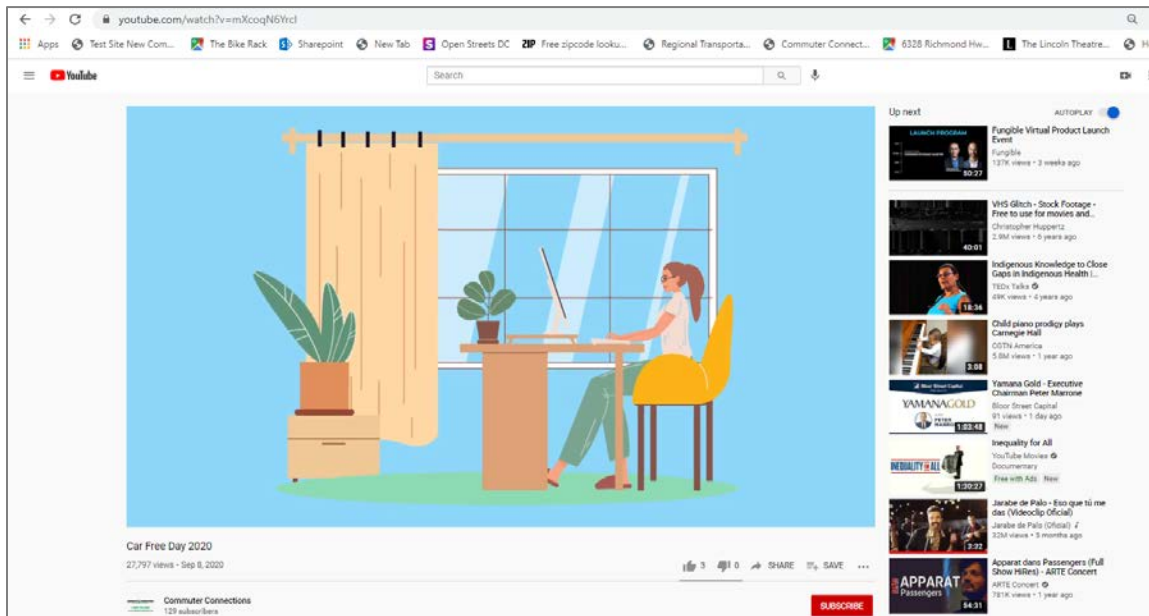 youtube.com/watch?v=mXcoqN6YrcI
Apps Test Site New Com... The Bike Rack Sharepoint New Tab Open Streets DC ZIP Free zipcode looku... Regional Transporta... Commuter Connect... 6328 Richmond Hw... The Lincoln Theatre...
YouTube
Search
Up next AUTOPLAY
LAUNCH PROGRAM
50:27
Fungible Virtual Product Launch
Event
Fungible
137K views • 3 weeks ago
40:01
VHS Glitch - Stock Footage -
Free to use for movies and...
Christopher Huppertz
2.9M views • 6 years ago
18:36
Indigenous Knowledge to Close
Gaps in Indigenous Health |...
TEDx Talks
49K views • 4 years ago
3:08
Child piano prodigy plays
Carnegie Hall
CGTN America
5.8M views • 1 year ago
Bloor Street Capital
YAMANAGOLD
PETER
1:03:48
Yamana Gold - Executive
Chairman Peter Marrone
Bloor Street Capital
91 views • 1 day ago
New
INEQUALITY FOR ALL
1:30:27
Inequality for All
YouTube Movies
Documentary
Free with Ads New
3:32
Jarabe de Palo - Eso que tú me
das (Videoclip Oficial)
Jarabe de Palo (Oficial)
32M views • 5 months ago
APPARAT
Passengers
54:31
Apparat dans Passengers (Full
Show HiRes) - ARTE Concert
ARTE Concert
781K views • 1 year ago
Car Free Day 2020
27,797 views • Sep 8, 2020
3 0 SHARE SAVE ...
Commuter Connections
129 subscribers
SUBSCRIBE